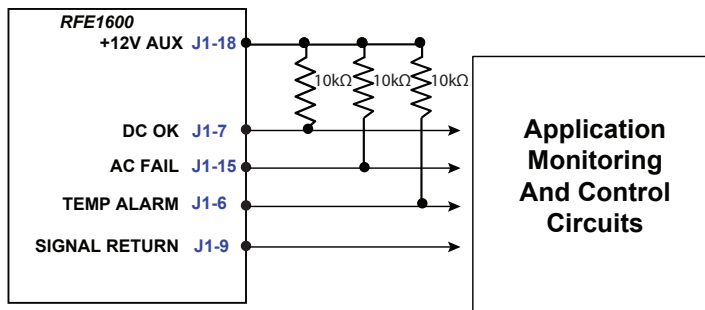 RFE1600
+12V AUX J1-18
10kΩ 10kΩ 10kΩ
DC OK J1-7
AC FAIL J1-15
TEMP ALARM J1-6
SIGNAL RETURN J1-9
Application
Monitoring
And Control
Circuits